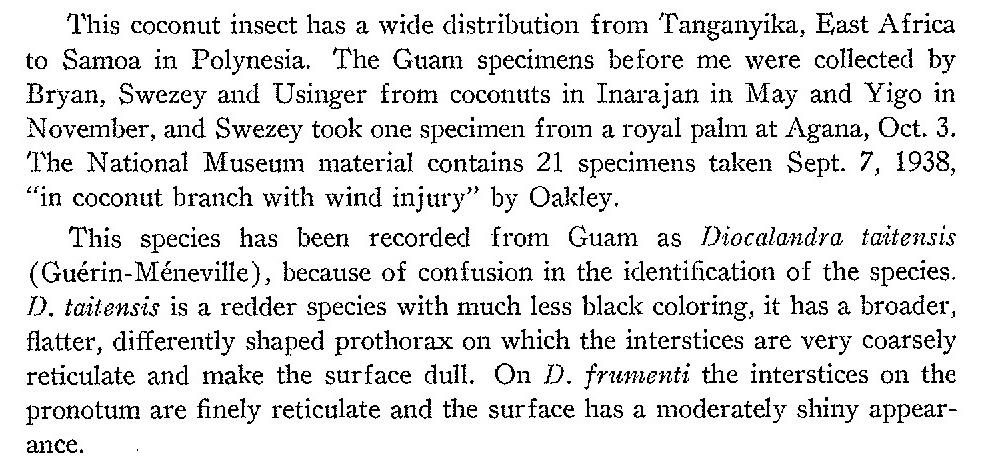 This coconut insect has a wide distribution from Tanganyika, East Africa
to Samoa in Polynesia. The Guam specimens before me were collected by
Bryan, Swezey and Usinger from coconuts in Inarajan in May and Yigo in
November, and Swezey took one specimen from a royal palm at Agana, Oct. 3.
The National Museum material contains 21 specimens taken Sept. 7, 1938,
“in coconut branch with wind injury” by Oakley.
This species has been recorded from Guam as Diocalandra taitensis
(Guérin-Méneville), because of confusion in the identification of the species.
D. taitensis is a redder species with much less black coloring, it has a broader,
flatter, differently shaped prothorax on which the interstices are very coarsely
reticulate and make the surface dull. On D. frumenti the interstices on the
pronotum are finely reticulate and the surface has a moderately shiny appear-
ance.